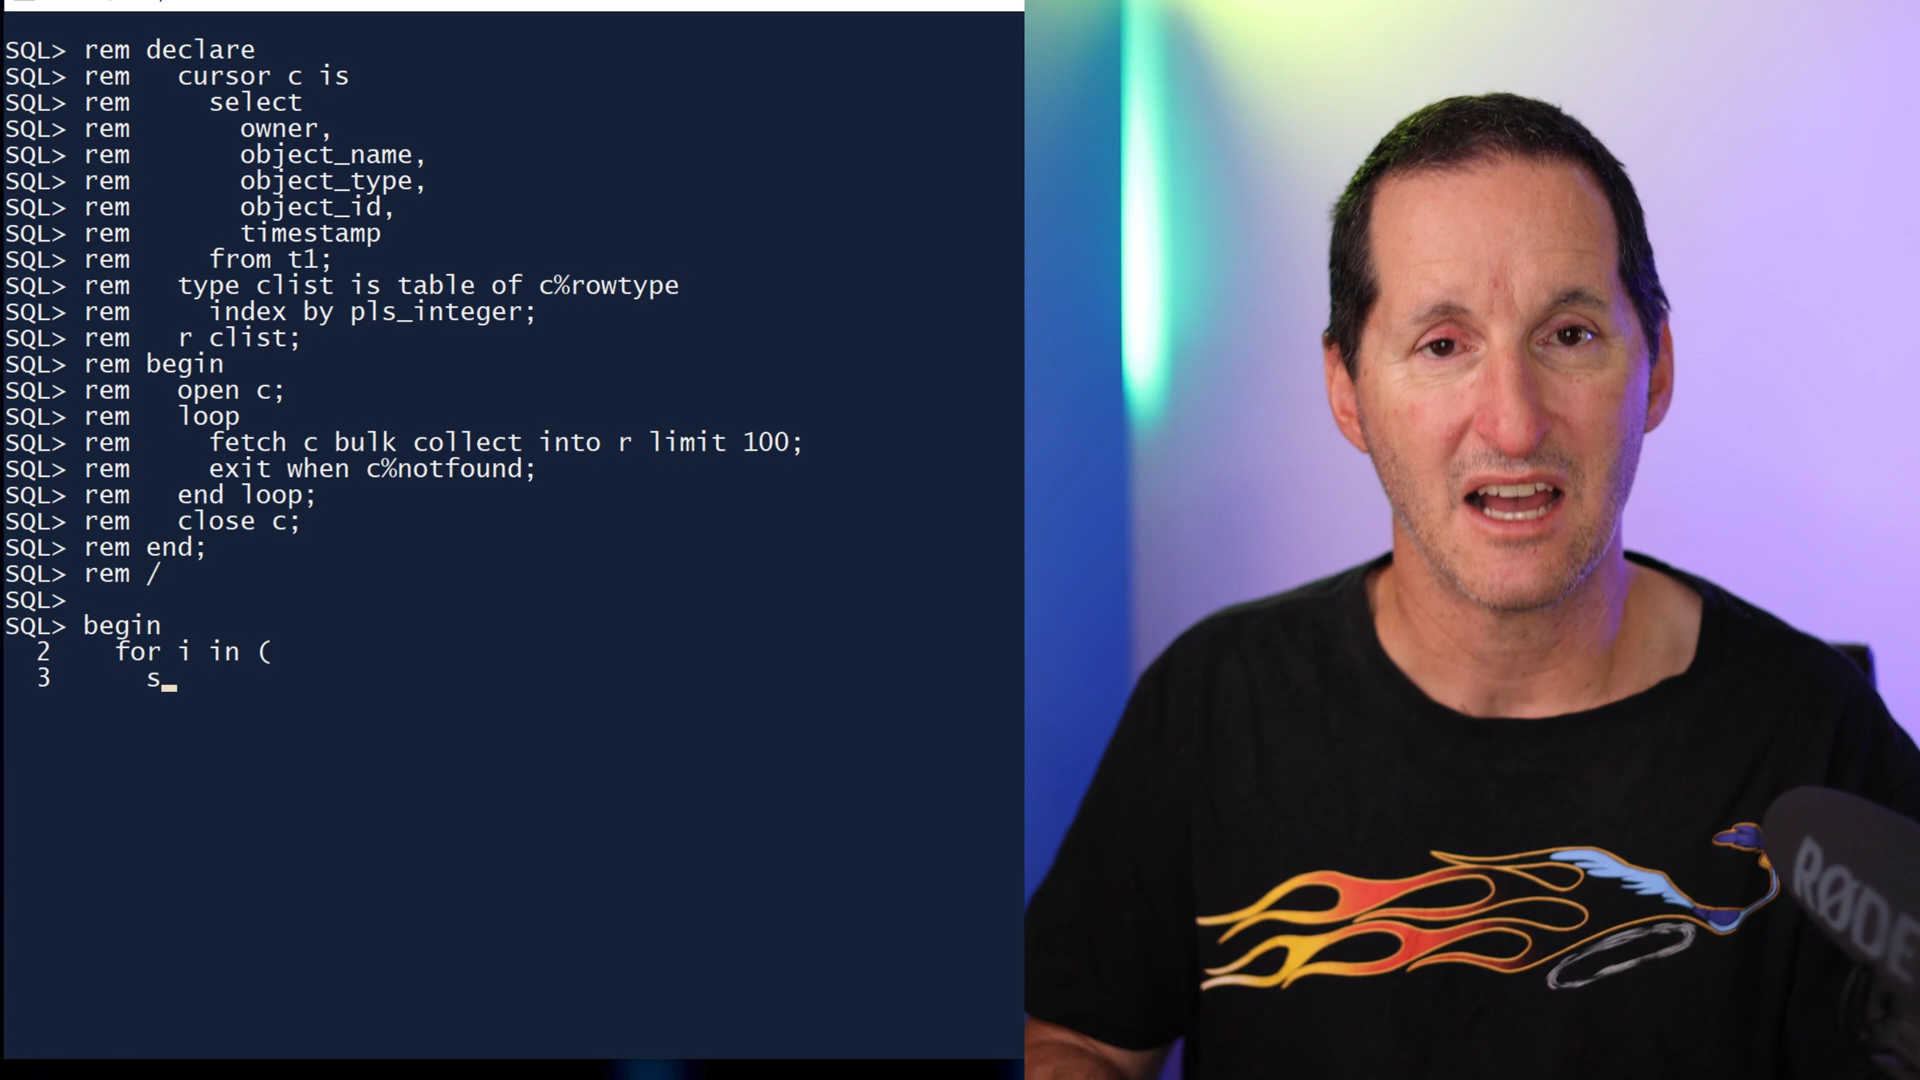 SQL> rem declare
SQL> rem   cursor c is
SQL> rem     select
SQL> rem       owner,
SQL> rem       object_name,
SQL> rem       object_type,
SQL> rem       object_id,
SQL> rem       timestamp
SQL> rem     from t1;
SQL> rem   type clist is table of c%rowtype
SQL> rem     index by pls_integer;
SQL> rem   r clist;
SQL> rem begin
SQL> rem   open c;
SQL> rem   loop
SQL> rem     fetch c bulk collect into r limit 100;
SQL> rem     exit when c%notfound;
SQL> rem   end loop;
SQL> rem   close c;
SQL> rem end;
SQL> rem /
SQL>
SQL> begin
  2    for i in (
  3      s_
RØDE